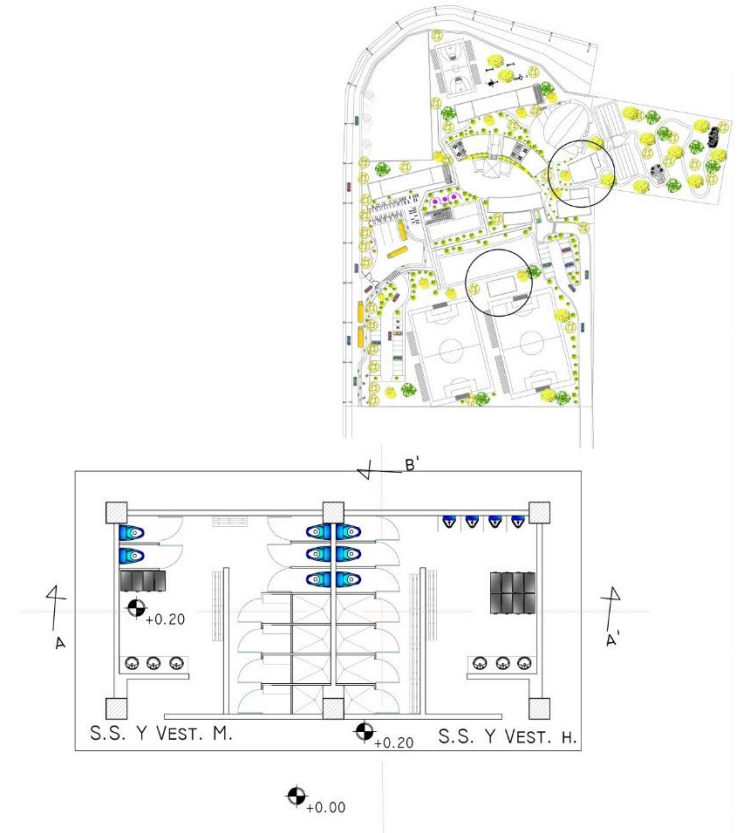 B'
+0.20
A
A'
S.S. Y VEST. M.
+0.20
S.S. Y VEST. H.
+0.00